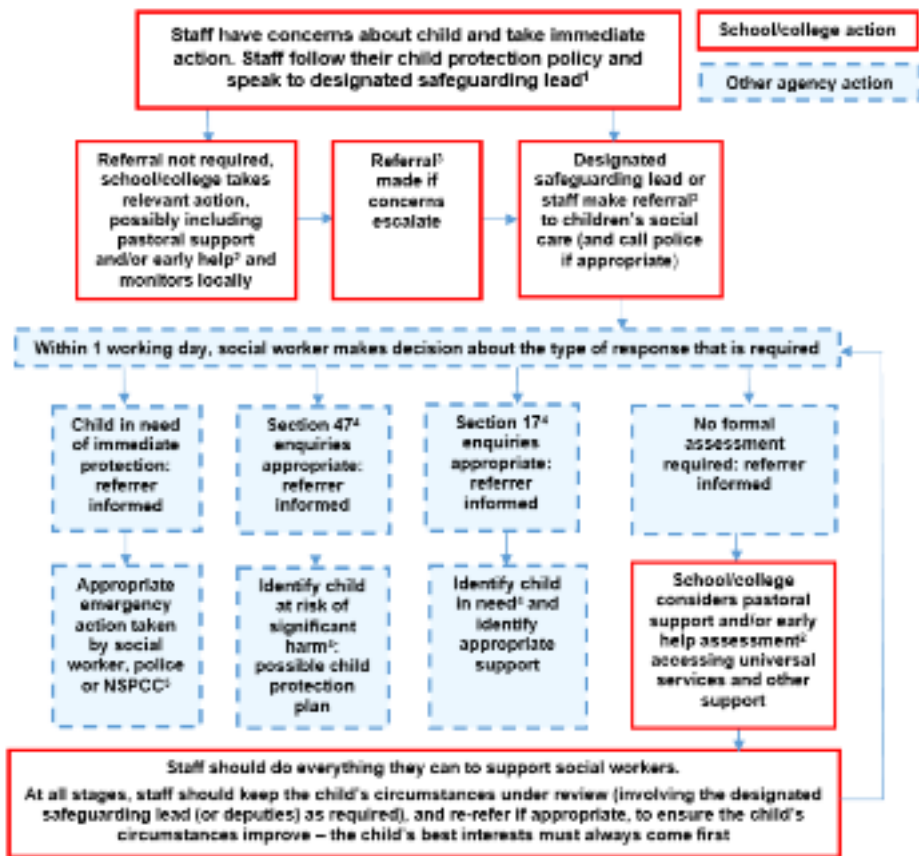 Staff have concerns about child and take immediate
action. Staff follow their child protection policy and
speak to designated safeguarding lead¹
School/college action
Other agency action
Referral not required,
school/college takes
relevant action,
possibly including
pastoral support
and/or early help² and
monitors locally
Referral³
made if
concerns
escalate
Designated
safeguarding lead or
staff make referral³
to children's social
care (and call police
if appropriate)
Within 1 working day, social worker makes decision about the type of response that is required
Child in need
of immediate
protection:
referrer
informed
Section 47⁴
enquiries
appropriate:
referrer
informed
Section 17⁴
enquiries
appropriate:
referrer
informed
No formal
assessment
required: referrer
informed
Appropriate
emergency
action taken
by social
worker, police
or NSPCC⁵
Identify child
at risk of
significant
harm⁴:
possible child
protection
plan
Identify child
in need⁴ and
identify
appropriate
support
School/college
considers pastoral
support and/or early
help assessment²
accessing universal
services and other
support
Staff should do everything they can to support social workers.
At all stages, staff should keep the child's circumstances under review (involving the designated
safeguarding lead (or deputies) as required), and re-refer if appropriate, to ensure the child's
circumstances improve – the child's best interests must always come first